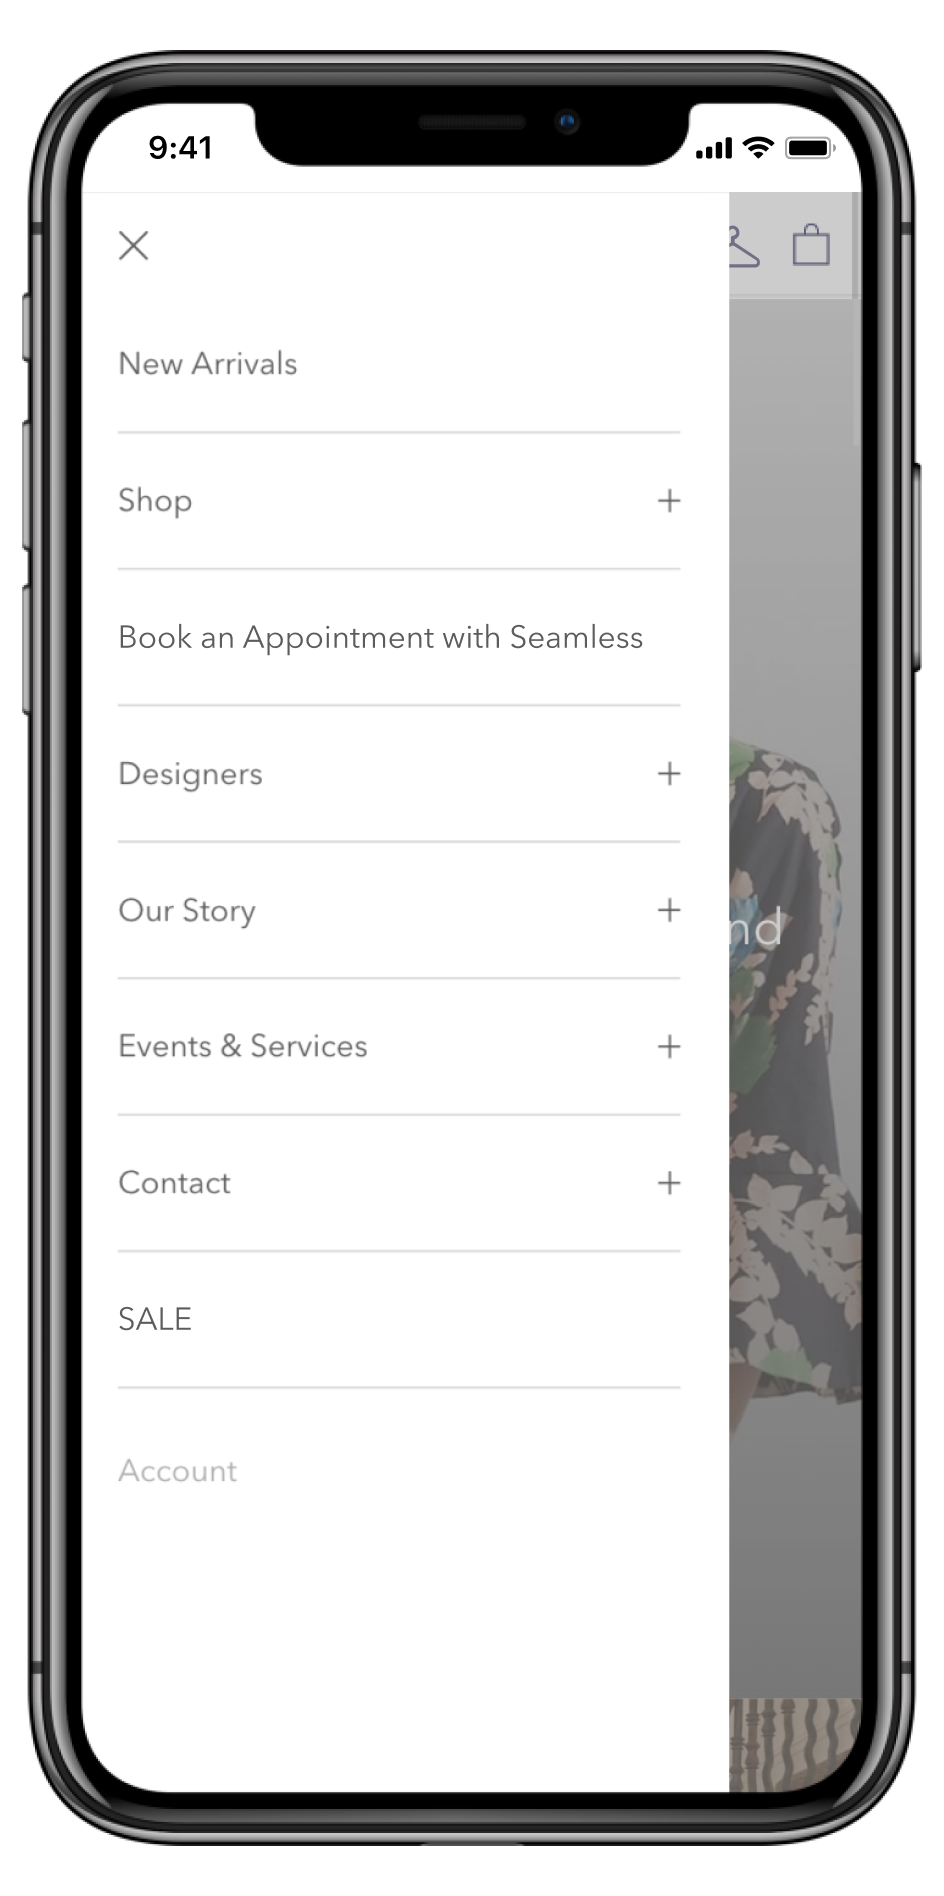 9:41
New Arrivals
Shop
Book an Appointment with Seamless
Designers
Our Story
nd
Events & Services
Contact
SALE
Account